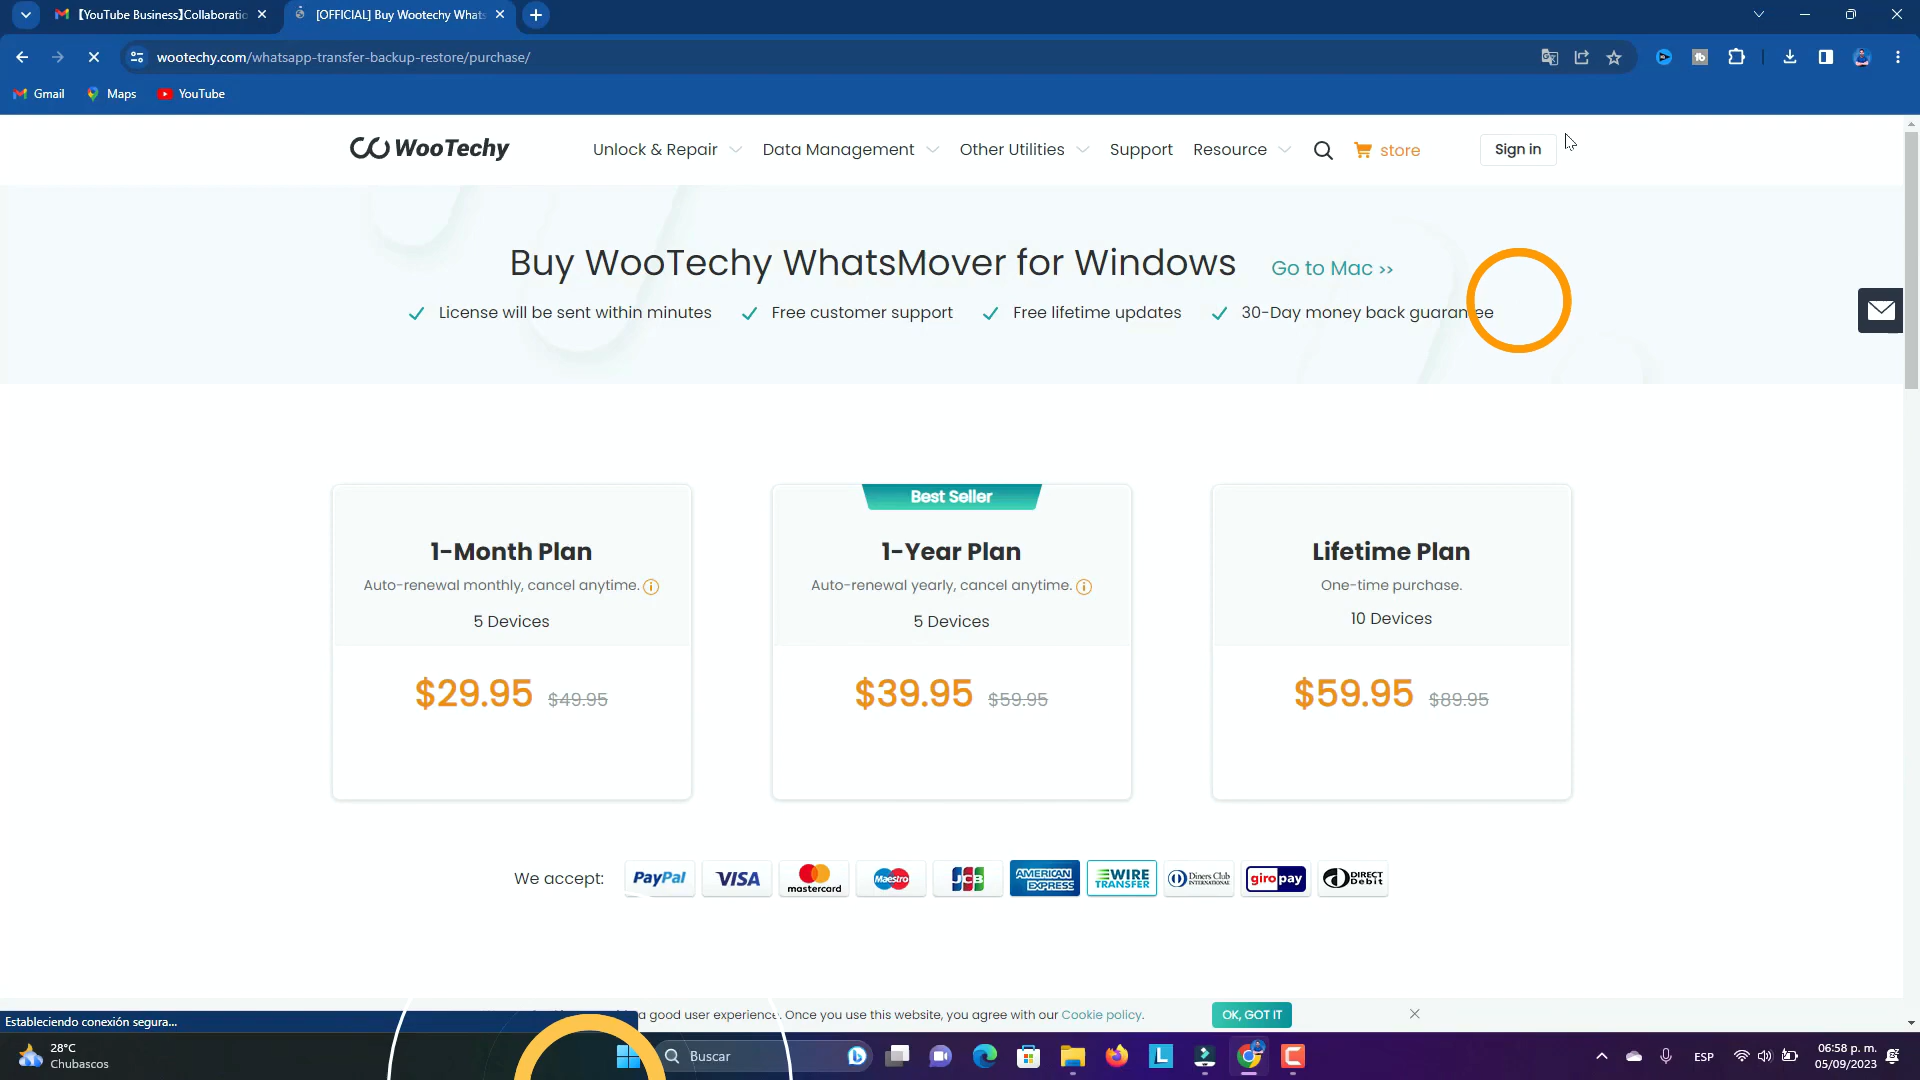 【YouTube Business】Collaboratio
[OFFICIAL] Buy Wootechy Whats
wootechy.com/whatsapp-transfer-backup-restore/purchase/
Gmail
Maps
YouTube
WooTechy
Unlock & Repair
Data Management
Other Utilities
Support
Resource
store
Sign in
Buy WooTechy WhatsMover for Windows
Go to Mac >>
License will be sent within minutes
Free customer support
Free lifetime updates
30-Day money back guarantee
1-Month Plan
Auto-renewal monthly, cancel anytime.
5 Devices
$29.95 $49.95
Best Seller
1-Year Plan
Auto-renewal yearly, cancel anytime.
5 Devices
$39.95 $59.95
Lifetime Plan
One-time purchase.
10 Devices
$59.95 $89.95
We accept:
PayPal
VISA
mastercard
Maestro
JCB
AMERICAN EXPRESS
WIRE TRANSFER
Diners Club INTERNATIONAL
giropay
DIRECT Debit
a good user experience. Once you use this website, you agree with our Cookie policy.
OK, GOT IT
Estableciendo conexión segura...
28°C
Chubascos
Buscar
ESP
06:58 p. m.
05/09/2023